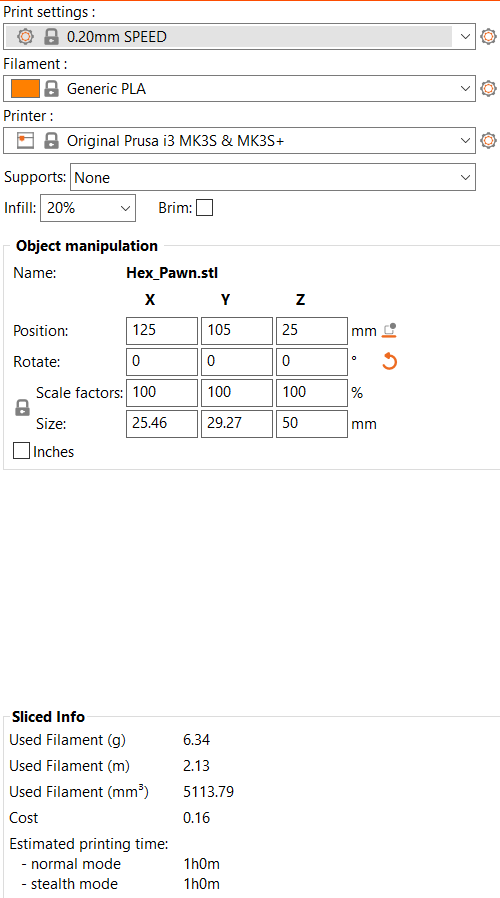 Print settings :
0.20mm SPEED
Filament :
Generic PLA
Printer :
Original Prusa i3 MK3S & MK3S+
Supports: None
Infill: 20% Brim:
Object manipulation
Name: Hex_Pawn.stl
X Y Z
Position: 125 105 25 mm
Rotate: 0 0 0 °
Scale factors: 100 100 100 %
Size: 25.46 29.27 50 mm
Inches
Sliced Info
Used Filament (g) 6.34
Used Filament (m) 2.13
Used Filament (mm³) 5113.79
Cost 0.16
Estimated printing time:
- normal mode 1h0m
- stealth mode 1h0m